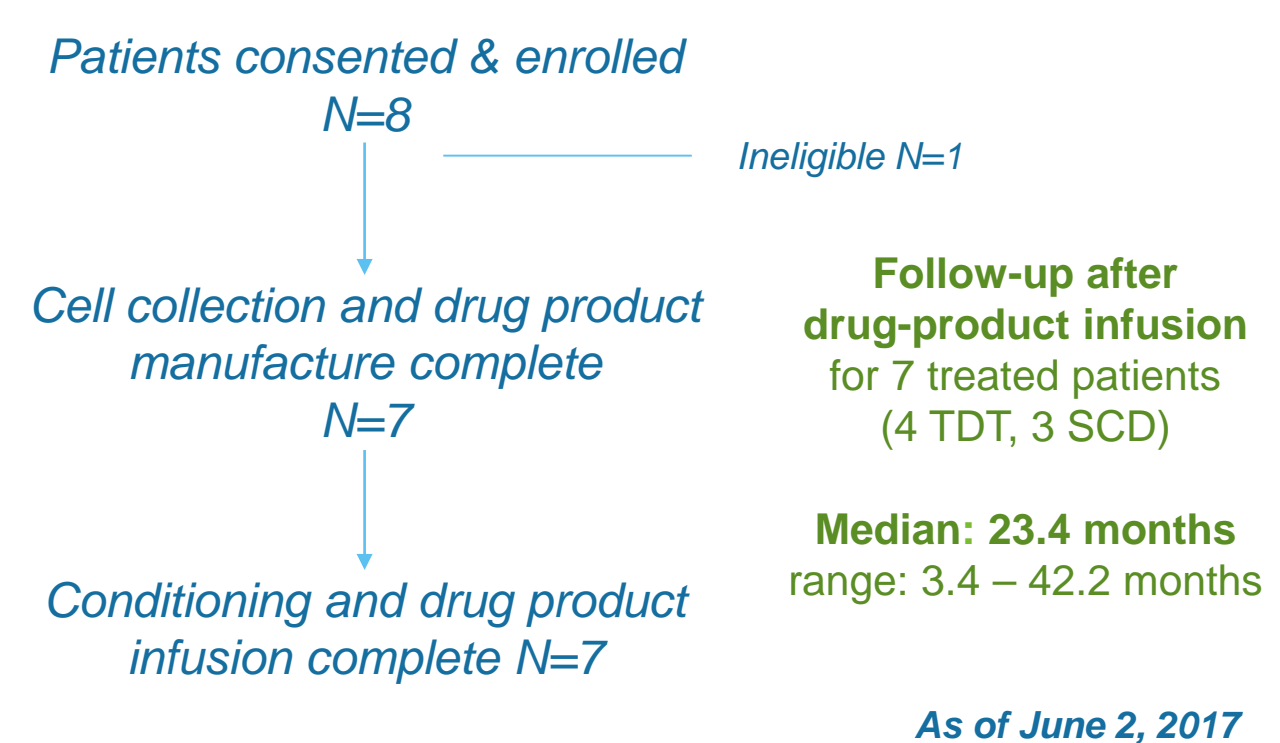 Patients consented & enrolled
N=8
Ineligible N=1
Cell collection and drug product
manufacture complete
N=7
Conditioning and drug product
infusion complete N=7
Follow-up after
drug-product infusion
for 7 treated patients
(4 TDT, 3 SCD)
Median: 23.4 months
range: 3.4 – 42.2 months
As of June 2, 2017